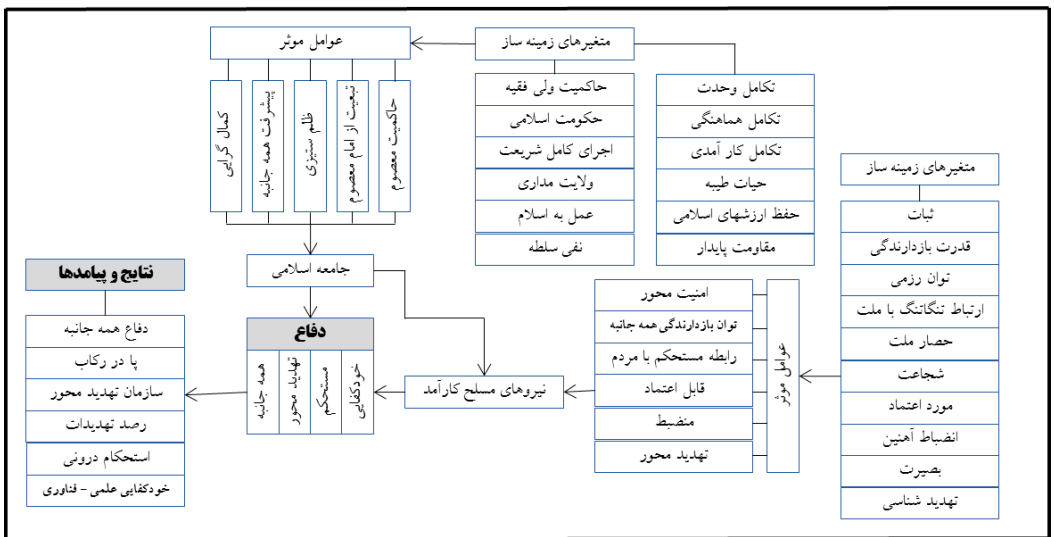 متغیرهای زمینه ساز
عوامل موثر
حاکمیت ولی فقیه
حکومت اسلامی
اجرای کامل شریعت
ولایت مداری
عمل به اسلام
نفی سلطه
تکامل وحدت
تکامل هماهنگی
تکامل کار آمدی
حیات طیبه
حفظ ارزشهای اسلامی
مقاومت پایدار
حاکمیت معصوم
تبعیت از امام معصوم
ظلم ستیزی
پیشرفت همه جانبه
کمال گرایی
جامعه اسلامی
متغیرهای زمینه ساز
ثبات
قدرت بازدارندگی
توان رزمی
ارتباط تنگاتنگ با ملت
حصار ملت
شجاعت
مورد اعتماد
انضباط آهنین
بصیرت
تهدید شناسی
عوامل موثر
امنیت محور
توان بازدارندگی همه جانبه
رابطه مستحکم با مردم
قابل اعتماد
منضبط
تهدید محور
نیروهای مسلح کارآمد
دفاع
خودکفایی
مستحکم
تهدید محور
همه جانبه
نتایج و پیامدها
دفاع همه جانبه
پا در رکاب
سازمان تهدید محور
رصد تهدیدات
استحکام درونی
خودکفایی علمی - فناوری